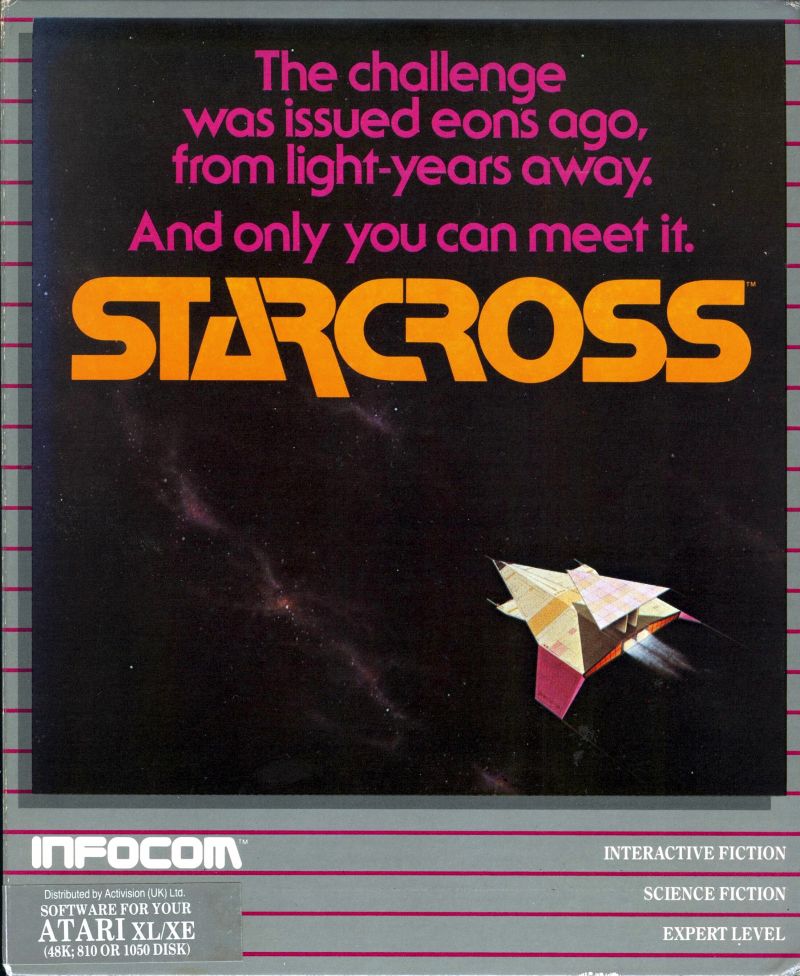 The challenge
was issued eons ago,
from light-years away.
And only you can meet it.
STARCROSS™
INFOCOM™
INTERACTIVE FICTION
SCIENCE FICTION
EXPERT LEVEL
Distributed by Activision (UK) Ltd.
SOFTWARE FOR YOUR
ATARI XL/XE
(48K; 810 OR 1050 DISK)